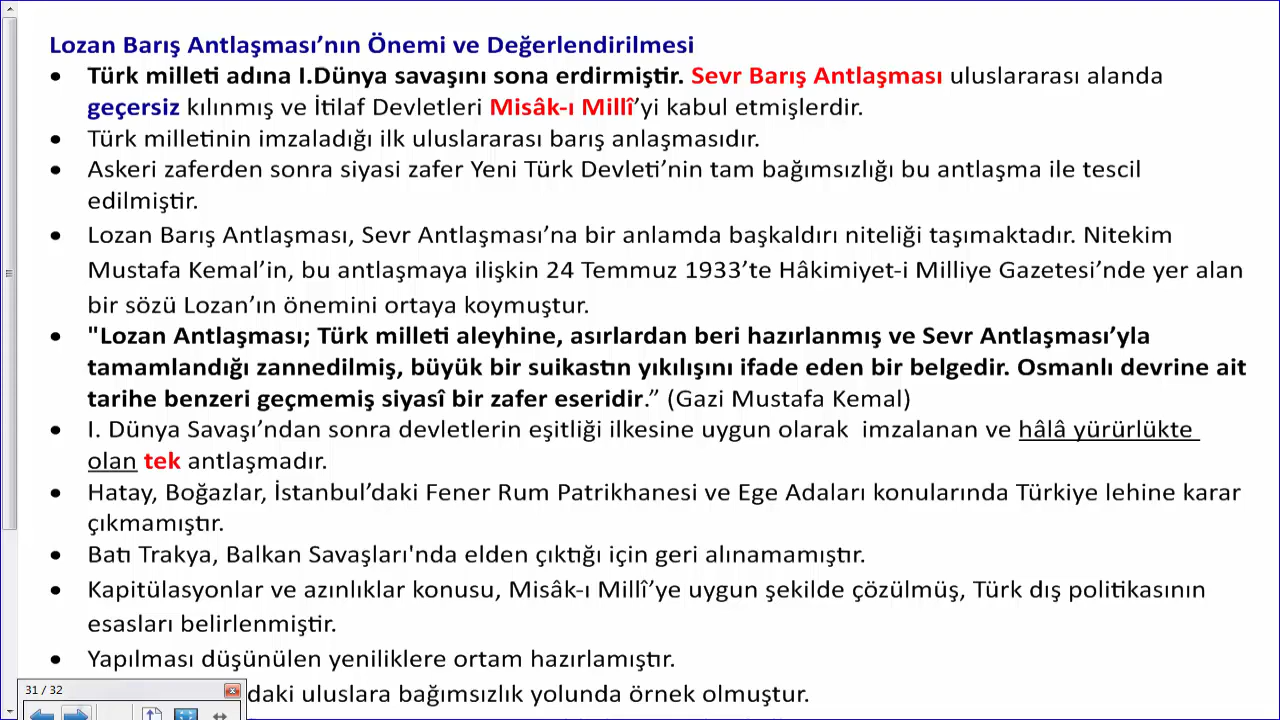 Lozan Barış Antlaşması’nın Önemi ve Değerlendirilmesi
• Türk milleti adına I.Dünya savaşını sona erdirmiştir. Sevr Barış Antlaşması uluslararası alanda
geçersiz kılınmış ve İtilaf Devletleri Misâk-ı Millî’yi kabul etmişlerdir.
• Türk milletinin imzaladığı ilk uluslararası barış anlaşmasıdır.
• Askeri zaferden sonra siyasi zafer Yeni Türk Devleti’nin tam bağımsızlığı bu antlaşma ile tescil
edilmiştir.
• Lozan Barış Antlaşması, Sevr Antlaşması’na bir anlamda başkaldırı niteliği taşımaktadır. Nitekim
Mustafa Kemal’in, bu antlaşmaya ilişkin 24 Temmuz 1933’te Hâkimiyet-i Milliye Gazetesi’nde yer alan
bir sözü Lozan’ın önemini ortaya koymuştur.
• "Lozan Antlaşması; Türk milleti aleyhine, asırlardan beri hazırlanmış ve Sevr Antlaşması’yla
tamamlandığı zannedilmiş, büyük bir suikastın yıkılışını ifade eden bir belgedir. Osmanlı devrine ait
tarihe benzeri geçmemiş siyasî bir zafer eseridir.” (Gazi Mustafa Kemal)
• I. Dünya Savaşı’ndan sonra devletlerin eşitliği ilkesine uygun olarak  imzalanan ve hâlâ yürürlükte
olan tek antlaşmadır.
• Hatay, Boğazlar, İstanbul’daki Fener Rum Patrikhanesi ve Ege Adaları konularında Türkiye lehine karar
çıkmamıştır.
• Batı Trakya, Balkan Savaşları'nda elden çıktığı için geri alınamamıştır.
• Kapitülasyonlar ve azınlıklar konusu, Misâk-ı Millî’ye uygun şekilde çözülmüş, Türk dış politikasının
esasları belirlenmiştir.
• Yapılması düşünülen yeniliklere ortam hazırlamıştır.
daki uluslara bağımsızlık yolunda örnek olmuştur.
31 / 32